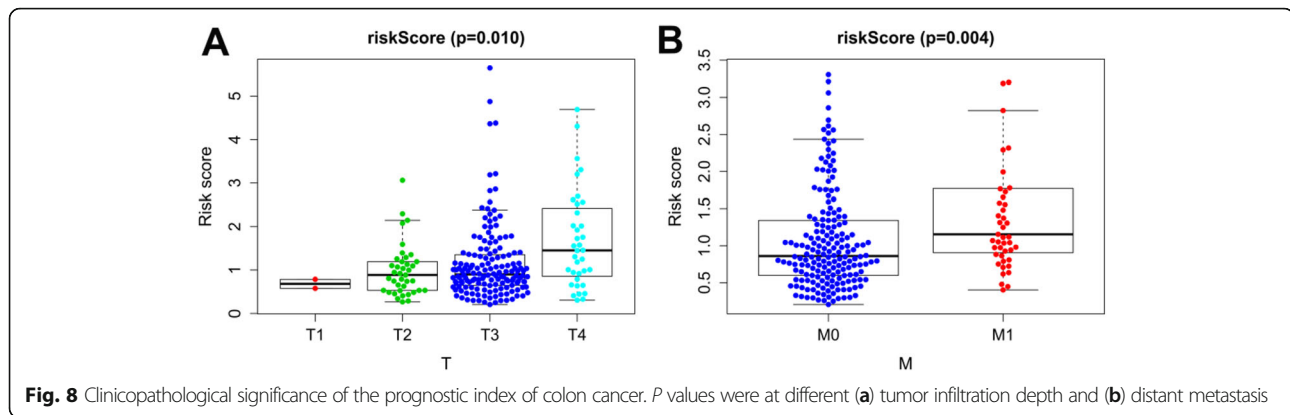 A
riskScore (p=0.010)
Risk score
5
4
3
2
1
0
T1 T2 T3 T4
T
B
riskScore (p=0.004)
Risk score
3.5
3.0
2.5
2.0
1.5
1.0
0.5
M0 M1
M
Fig. 8 Clinicopathological significance of the prognostic index of colon cancer. P values were at different (a) tumor infiltration depth and (b) distant metastasis